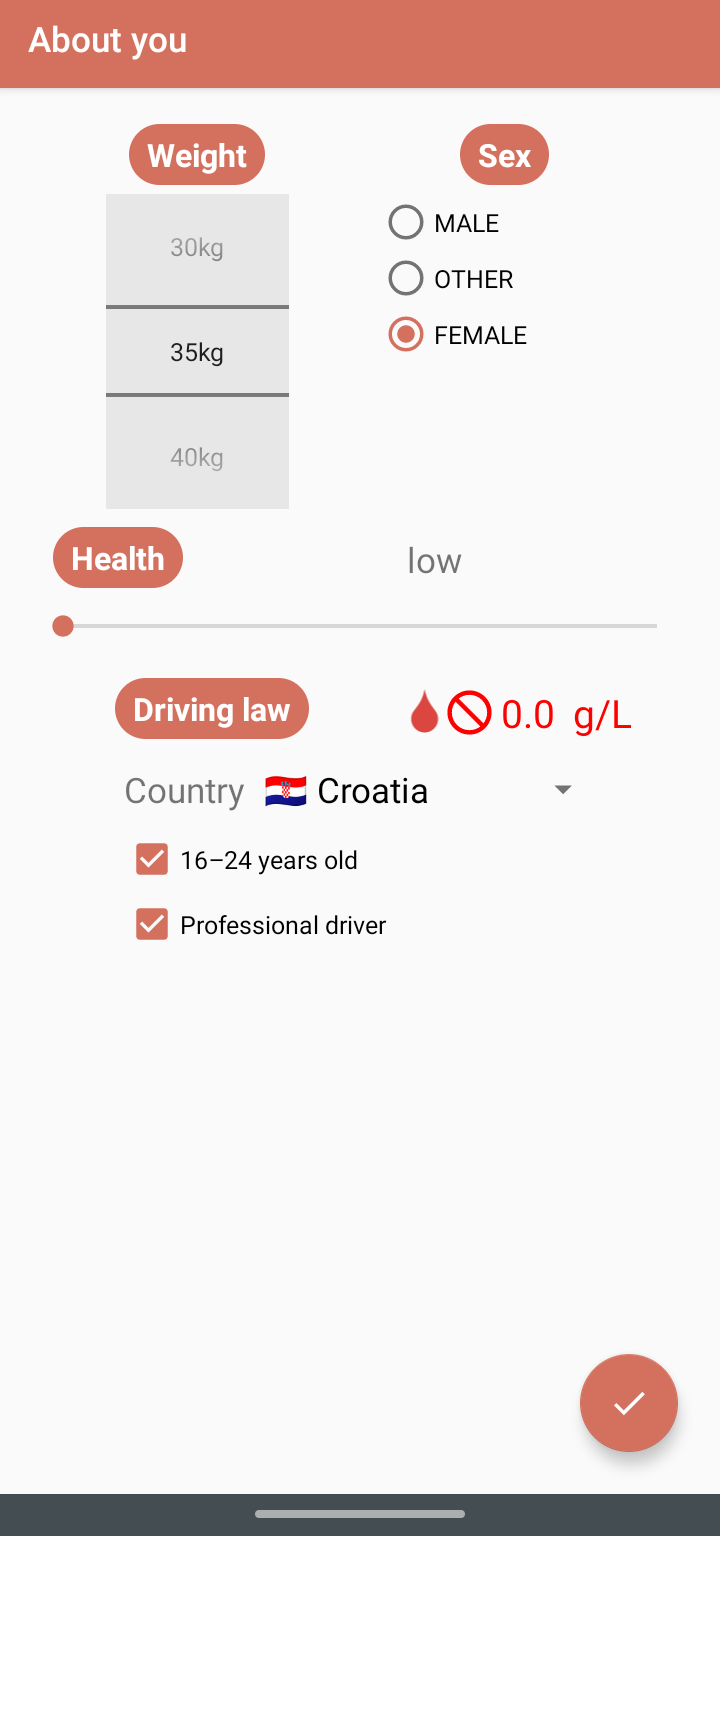 About you
Weight
Sex
30kg
35kg
40kg
MALE
OTHER
FEMALE
Health
low
Driving law
0.0 g/L
Country
Croatia
16–24 years old
Professional driver